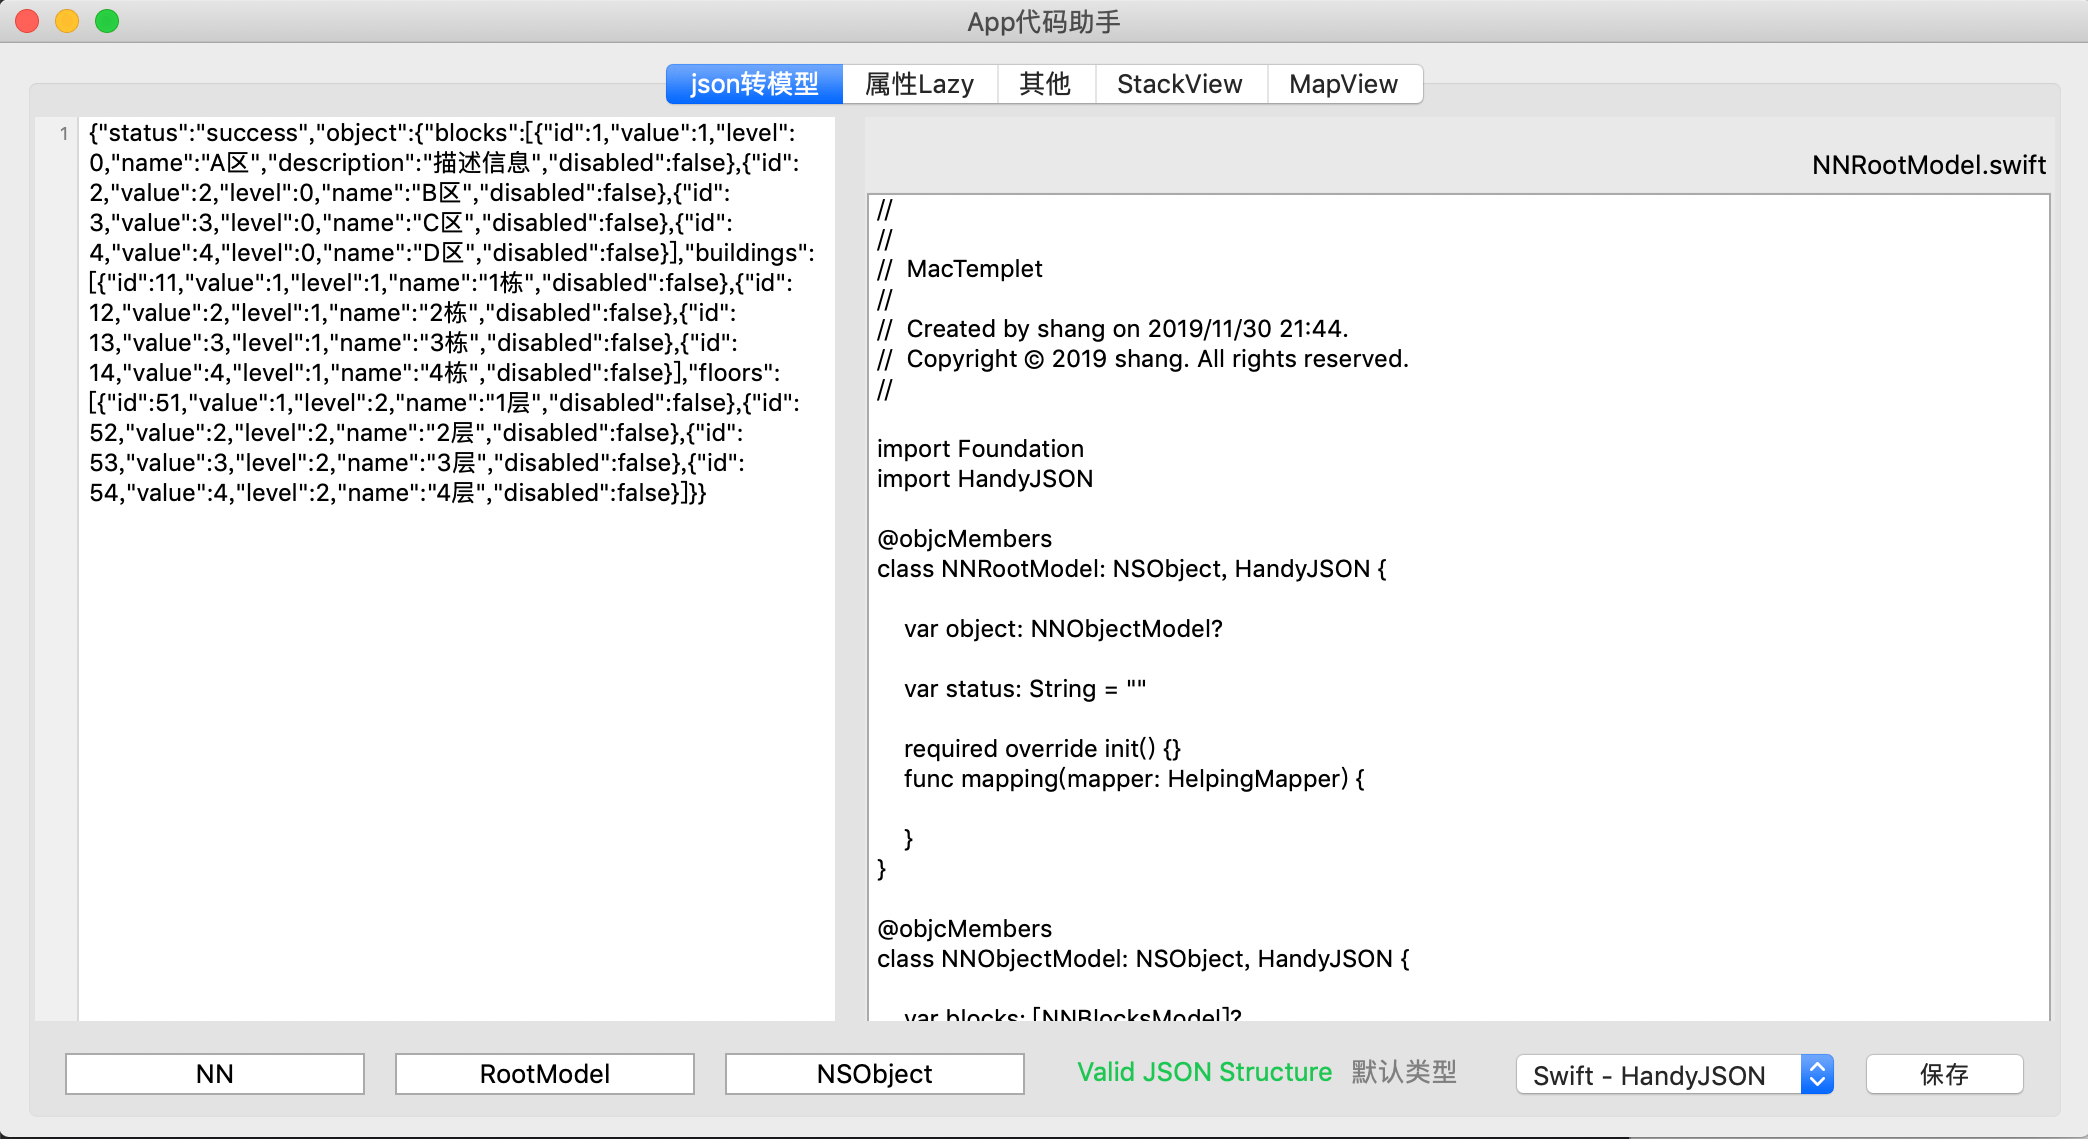 App代码助手
json转模型 属性Lazy 其他 StackView MapView
1
{"status":"success","object":{"blocks":[{"id":1,"value":1,"level":
0,"name":"A区","description":"描述信息","disabled":false},{"id":
2,"value":2,"level":0,"name":"B区","disabled":false},{"id":
3,"value":3,"level":0,"name":"C区","disabled":false},{"id":
4,"value":4,"level":0,"name":"D区","disabled":false}],"buildings":
[{"id":11,"value":1,"level":1,"name":"1栋","disabled":false},{"id":
12,"value":2,"level":1,"name":"2栋","disabled":false},{"id":
13,"value":3,"level":1,"name":"3栋","disabled":false},{"id":
14,"value":4,"level":1,"name":"4栋","disabled":false}],"floors":
[{"id":51,"value":1,"level":2,"name":"1层","disabled":false},{"id":
52,"value":2,"level":2,"name":"2层","disabled":false},{"id":
53,"value":3,"level":2,"name":"3层","disabled":false},{"id":
54,"value":4,"level":2,"name":"4层","disabled":false}]}}
NNRootModel.swift
//
//
//  MacTemplet
//
//  Created by shang on 2019/11/30 21:44.
//  Copyright © 2019 shang. All rights reserved.
//
import Foundation
import HandyJSON
@objcMembers
class NNRootModel: NSObject, HandyJSON {
var object: NNObjectModel?
var status: String = ""
required override init() {}
func mapping(mapper: HelpingMapper) {
}
}
@objcMembers
class NNObjectModel: NSObject, HandyJSON {
var blocks: [NNBlocksModel]?
NN RootModel NSObject Valid JSON Structure 默认类型 Swift - HandyJSON 保存